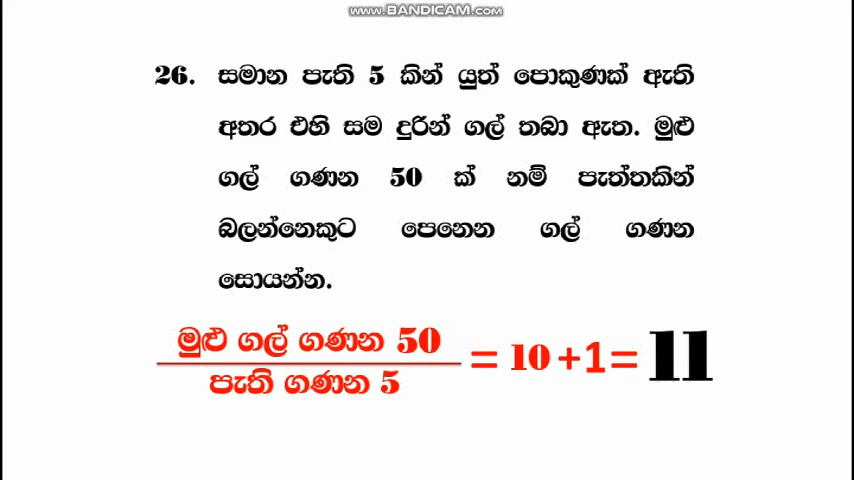 WWW.BANDICAM.COM
26. සමාන පැති 5 කින් යුත් පොකුණක් ඇති
අතර එහි සම දුරින් ගල් තබා ඇත. මුළු
ගල් ගණන 50 ක් නම් පැත්තකින්
බලන්නෙකුට පෙනෙන ගල් ගණන
සොයන්න.
මුළු ගල් ගණන 50
පැති ගණන 5
= 10 + 1 = 11